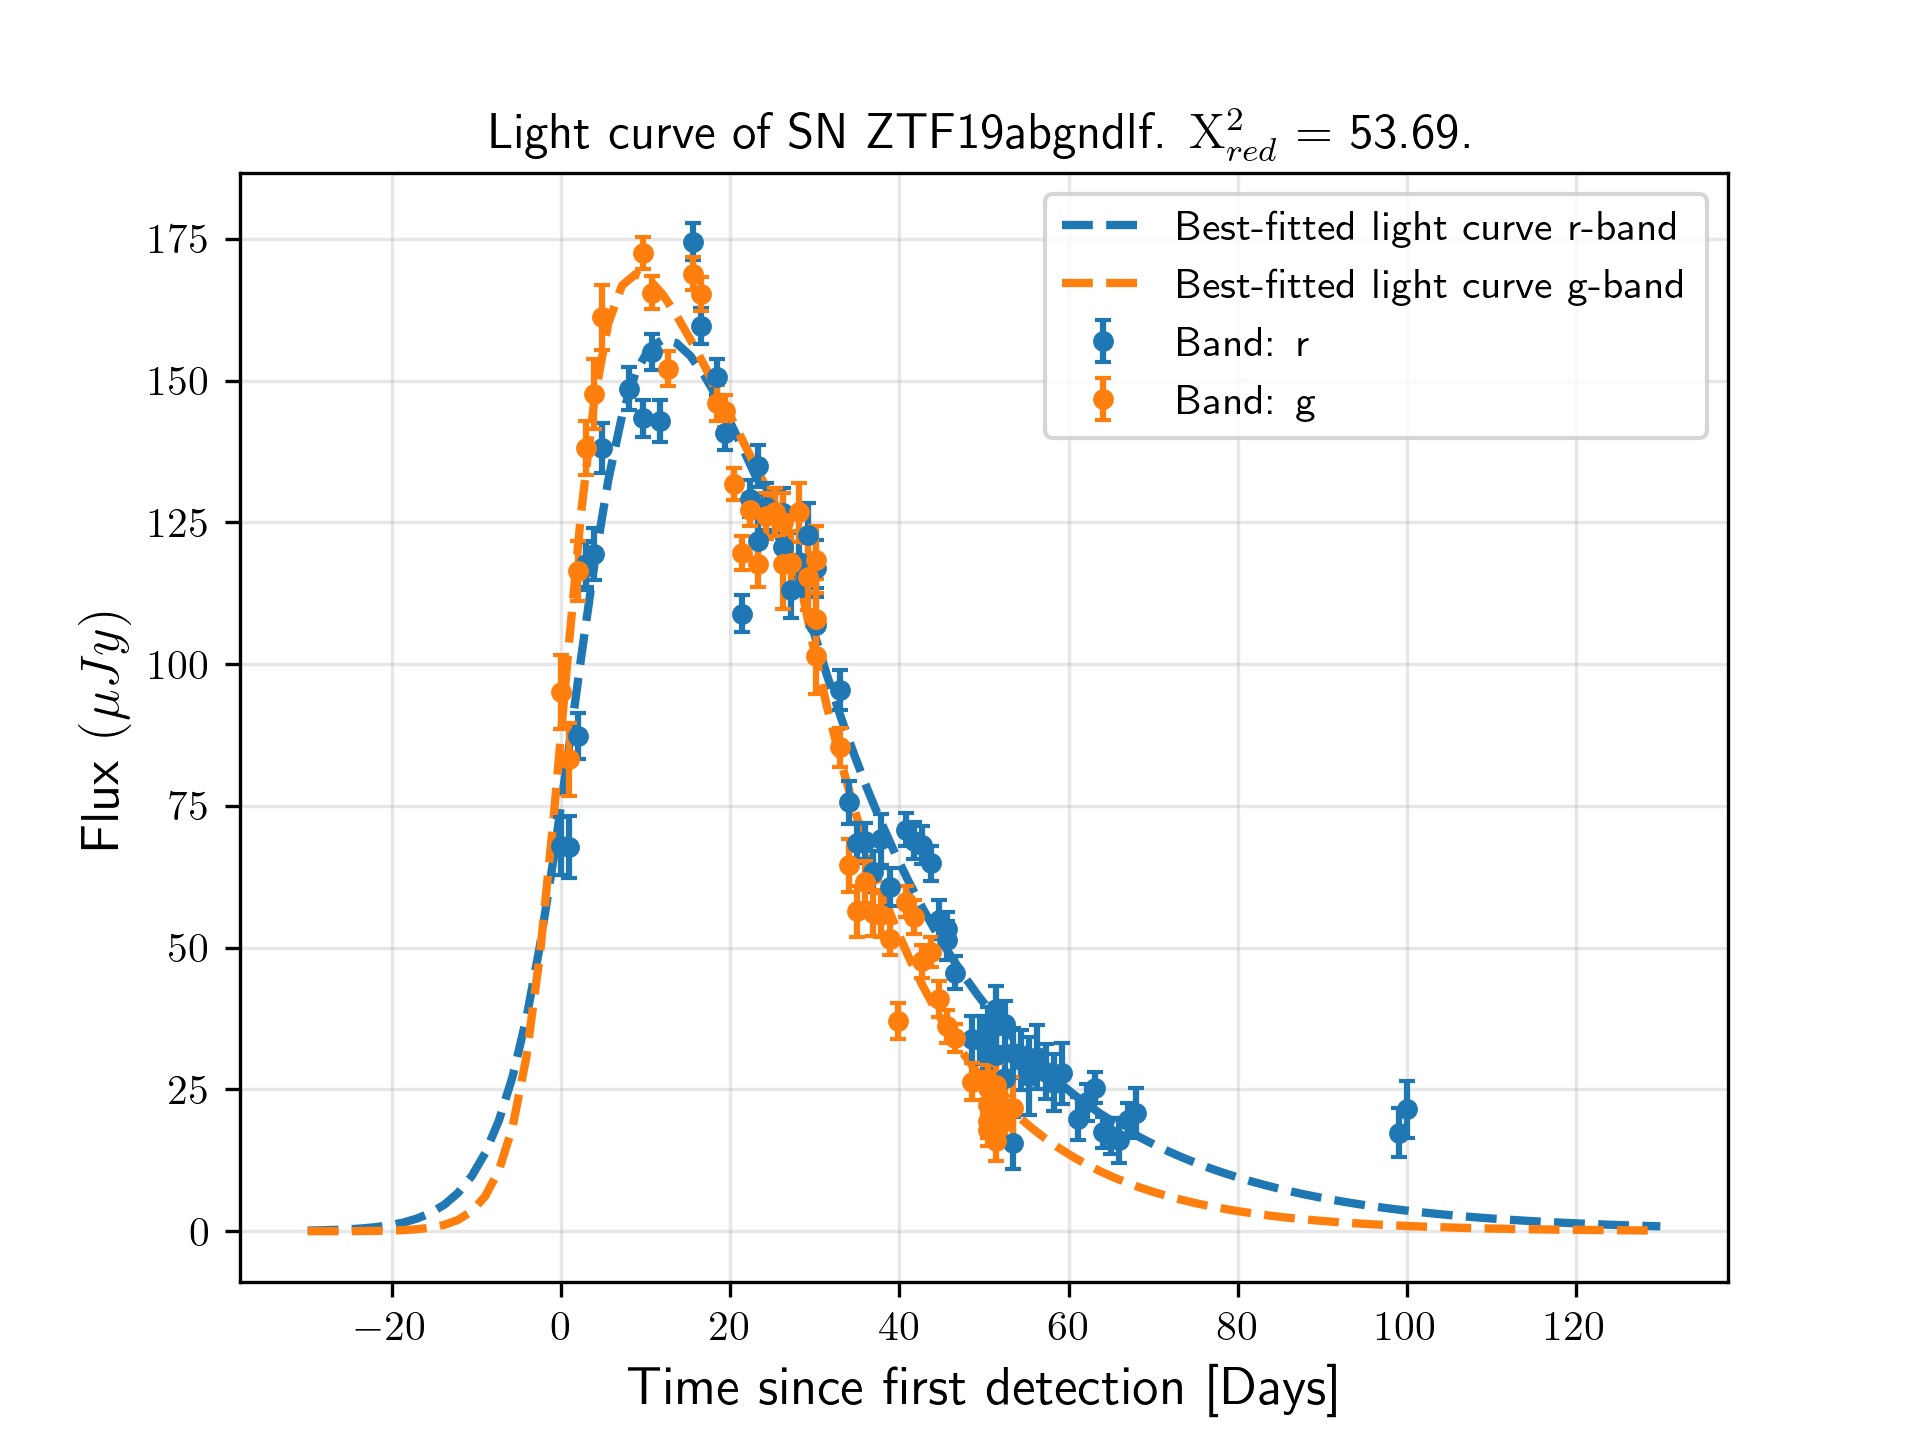 Light curve of SN ZTF19abgndlf. X²_red = 53.69.
Best-fitted light curve r-band
Best-fitted light curve g-band
Band: r
Band: g
175
150
125
100
75
50
25
0
Flux (μJy)
−20 0 20 40 60 80 100 120
Time since first detection [Days]